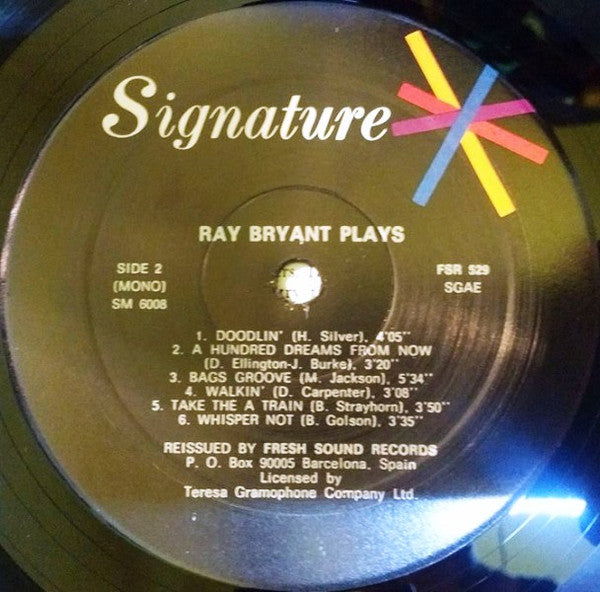 Signature
RAY BRYANT PLAYS
SIDE 2
(MONO)
SM 6008
FSR 529
SGAE
1. DOODLIN' (H. Silver), 4'05''
2. A HUNDRED DREAMS FROM NOW
(D. Ellington-J. Burke), 3'20''
3. BAGS GROOVE (M. Jackson), 5'34''
4. WALKIN' (D. Carpenter), 3'08''
5. TAKE THE A TRAIN (B. Strayhorn), 3'50''
6. WHISPER NOT (B. Golson), 3'35''
REISSUED BY FRESH SOUND RECORDS
P. O. Box 90005 Barcelona, Spain
Licensed by
Teresa Gramophone Company Ltd.